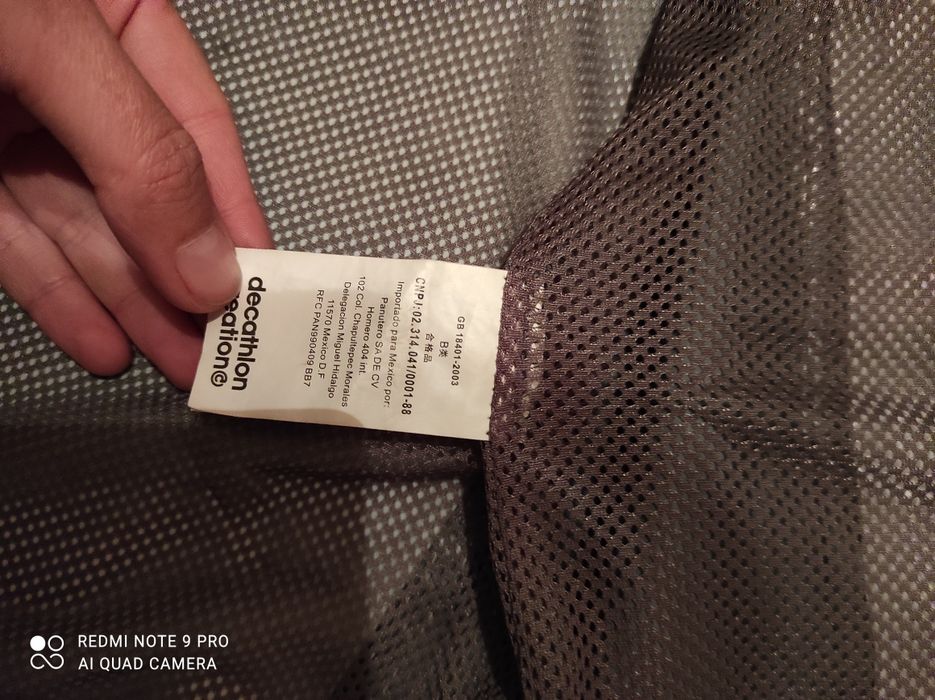 GB 18401-2003
B类
合格品
CNPJ:02.314.041/0001-88
Importado para Mexico por:
Panutero SA DE CV
Homero 404 int.
102 Col. Chapultepec Morales
Delegacion Miguel Hidalgo
11570 Mexico D.F
RFC PAN990409 BB7
decathlon
eation©
REDMI NOTE 9 PRO
AI QUAD CAMERA